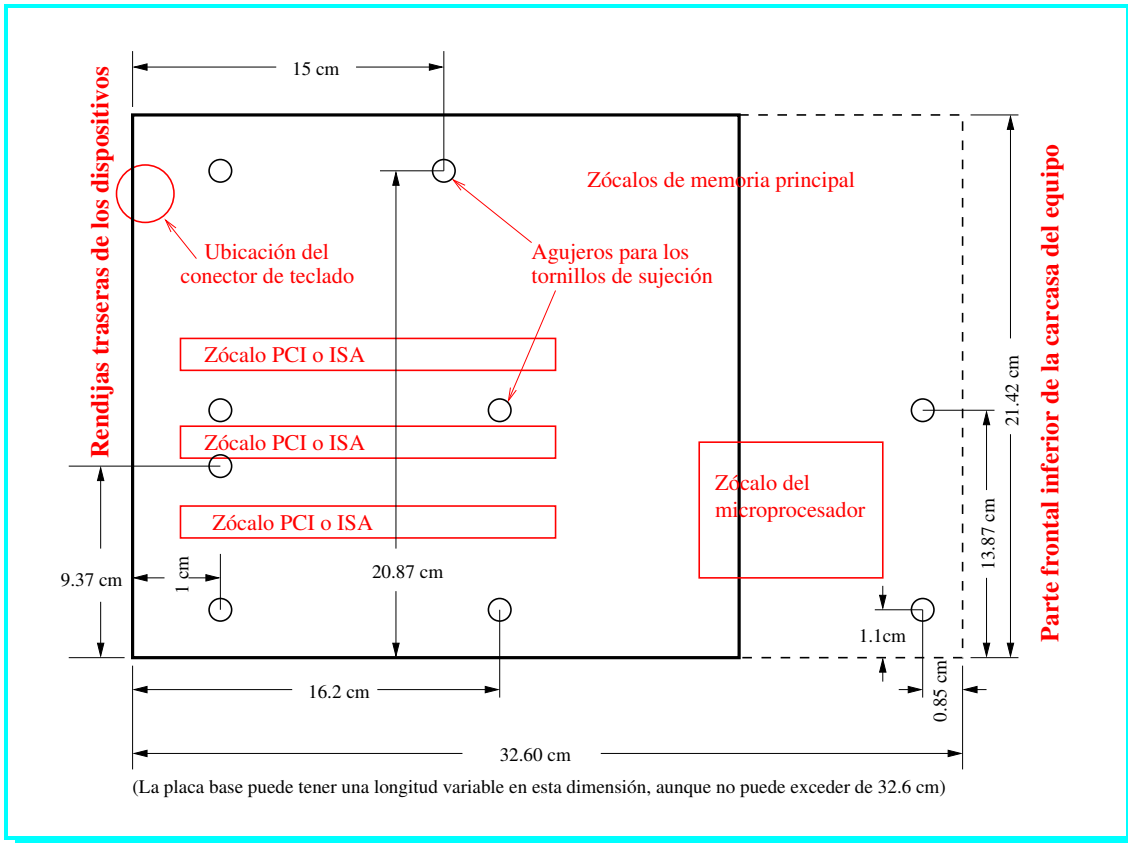 15 cm
Rendijas traseras de los dispositivos
Zócalos de memoria principal
Ubicación del
conector de teclado
Agujeros para los
tornillos de sujeción
Parte frontal inferior de la carcasa del equipo
Zócalo PCI o ISA
21.42 cm
Zócalo PCI o ISA
Zócalo del
microprocesador
Zócalo PCI o ISA
13.87 cm
9.37 cm
1 cm
20.87 cm
1.1cm
16.2 cm
0.85 cm
32.60 cm
(La placa base puede tener una longitud variable en esta dimensión, aunque no puede exceder de 32.6 cm)